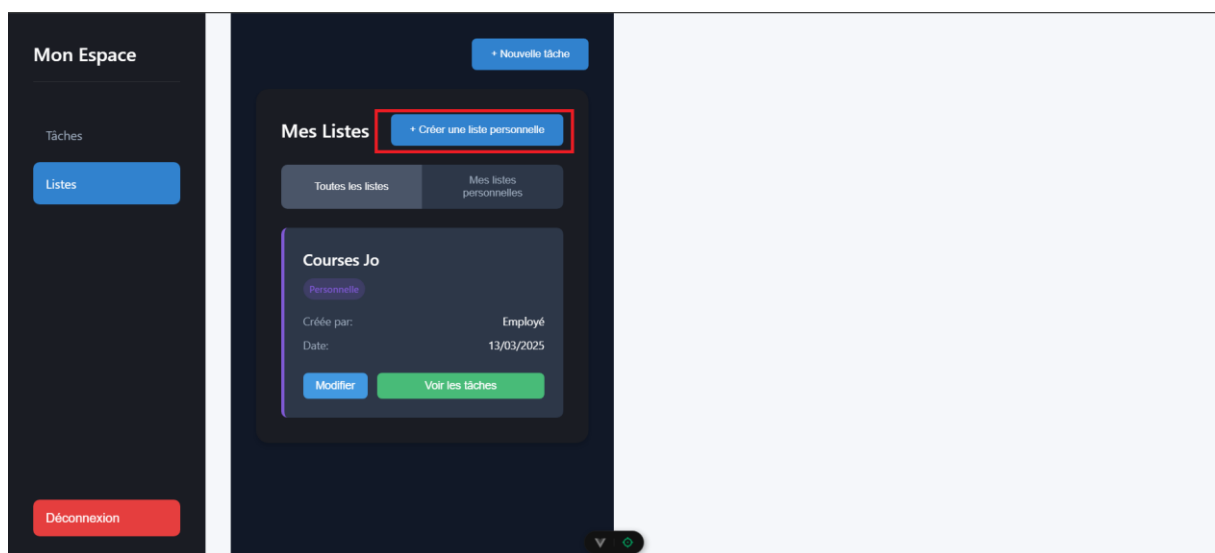 Mon Espace
Tâches
Listes
Déconnexion
+ Nouvelle tâche
Mes Listes
+ Créer une liste personnelle
Toutes les listes
Mes listes
personnelles
Courses Jo
Personnelle
Créée par: Employé
Date: 13/03/2025
Modifier Voir les tâches